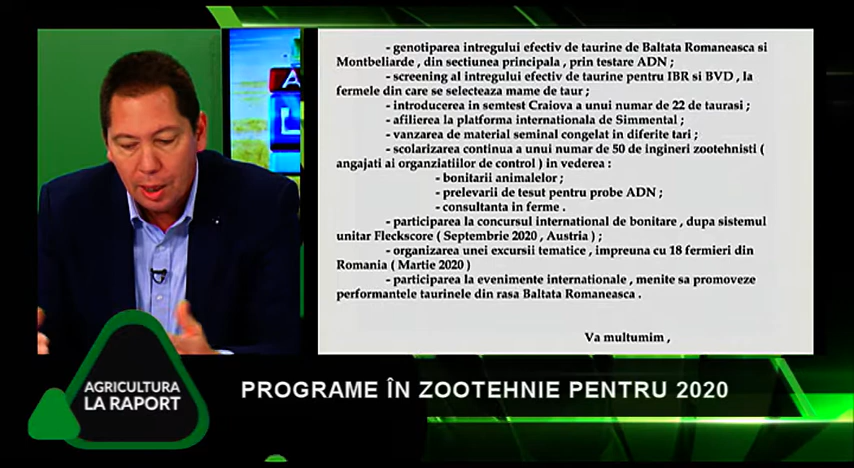 - genotiparea intregului efectiv de taurine de Baltata Romaneasca si
Montbeliarde , din sectiunea principala , prin testare ADN ;
- screening al intregului efectiv de taurine pentru IBR si BVD , la
fermele din care se selecteaza mame de taur ;
- introducerea in semtest Craiova a unui numar de 22 de taurasi ;
- afilierea la platforma internationala de Simmental ;
- vanzarea de material seminal congelat in diferite tari ;
- scolarizarea continua a unui numar de 50 de ingineri zootehnisti (
angajati ai organziatiilor de control ) in vederea :
- bonitarii animalelor ;
- prelevarii de tesut pentru probe ADN ;
- consultanta in ferme .
- participarea la concursul international de bonitare , dupa sistemul
unitar Fleckscore ( Septembrie 2020 , Austria ) ;
- organizarea unei excursii tematice , impreuna cu 18 fermieri din
Romania ( Martie 2020 )
- participarea la evenimente internationale , menite sa promoveze
performantele taurinelor din rasa Baltata Romaneasca .
Va multumim ,
AGRICULTURA
LA RAPORT
PROGRAME ÎN ZOOTEHNIE PENTRU 2020